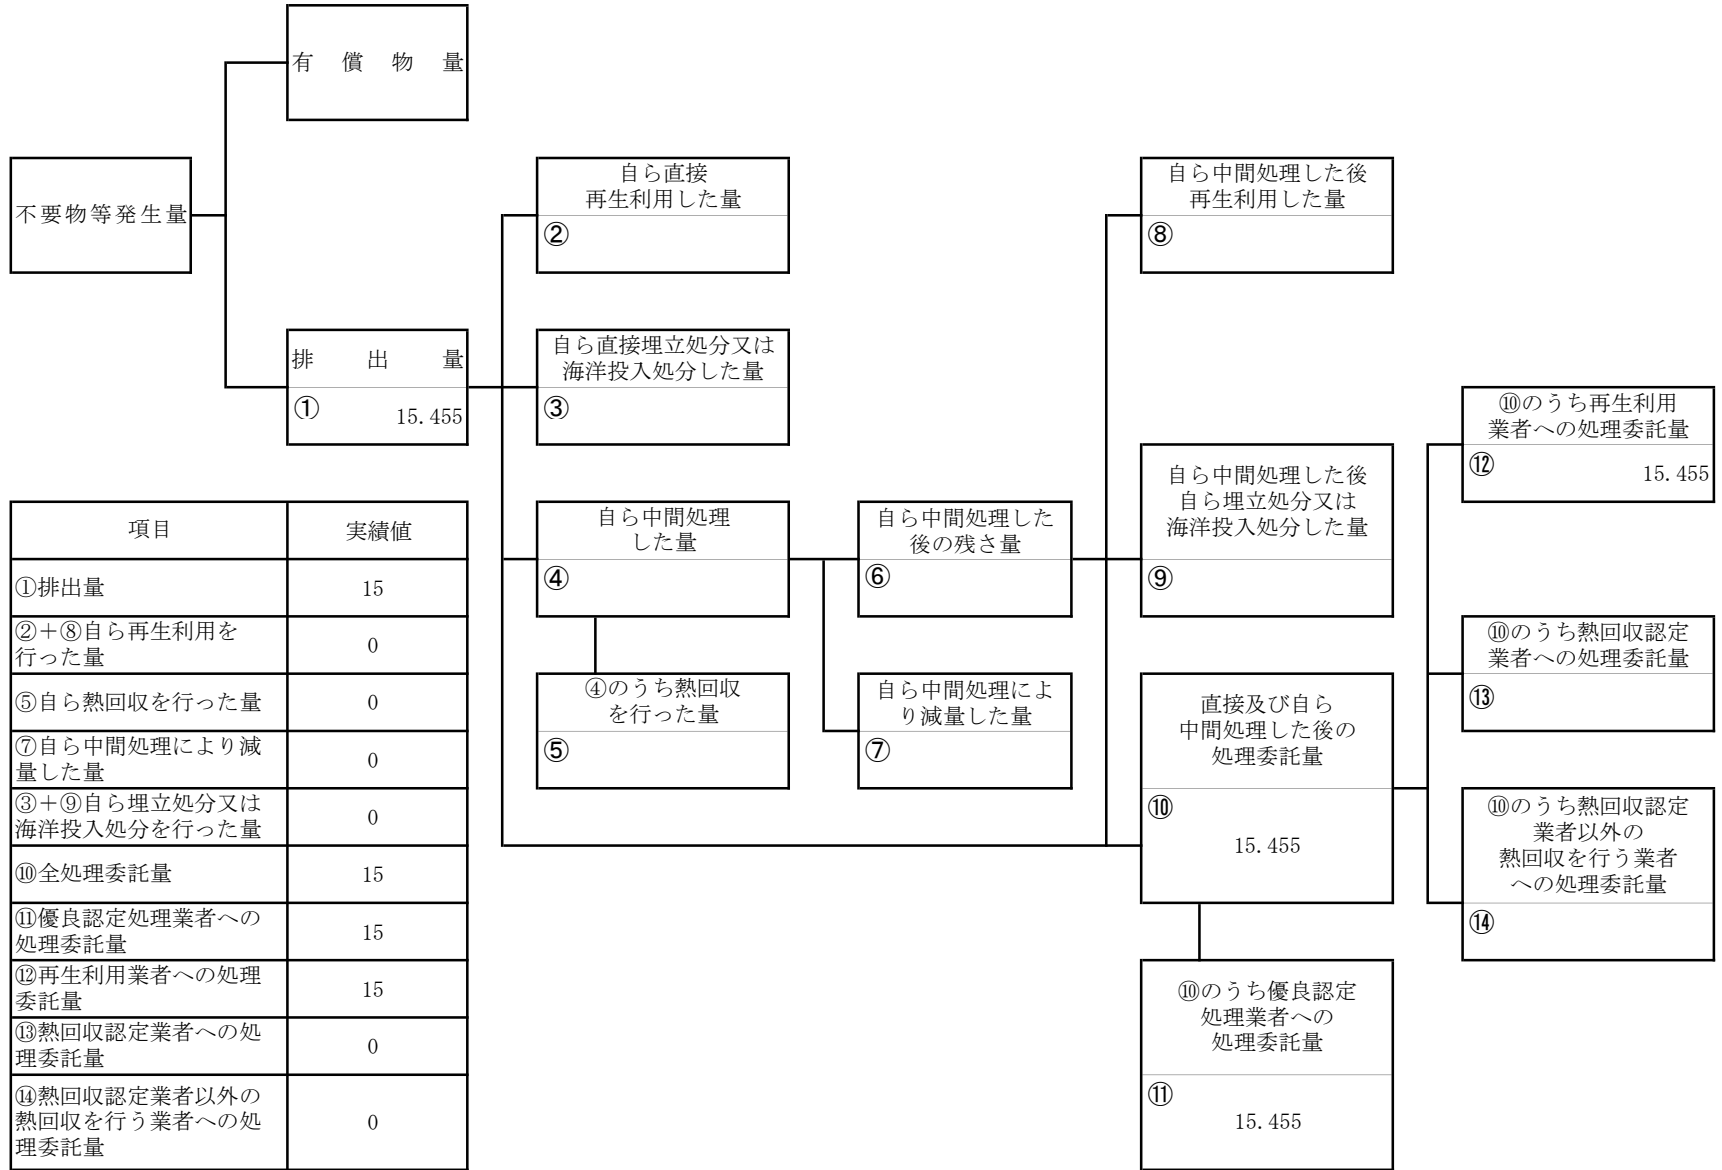 有償物量
不要物等発生量
排出量
① 15.455
自ら直接
再生利用した量
②
自ら直接埋立処分又は
海洋投入処分した量
③
自ら中間処理
した量
④
④のうち熱回収
を行った量
⑤
自ら中間処理した
後の残さ量
⑥
自ら中間処理によ
り減量した量
⑦
自ら中間処理した後
再生利用した量
⑧
自ら中間処理した後
自ら埋立処分又は
海洋投入処分した量
⑨
直接及び自ら
中間処理した後の
処理委託量
⑩
15.455
⑩のうち優良認定
処理業者への
処理委託量
⑪
15.455
⑩のうち再生利用
業者への処理委託量
⑫ 15.455
⑩のうち熱回収認定
業者への処理委託量
⑬
⑩のうち熱回収認定
業者以外の
熱回収を行う業者
への処理委託量
⑭
項目 実績値
①排出量 15
②+⑧自ら再生利用を
行った量 0
⑤自ら熱回収を行った量 0
⑦自ら中間処理により減
量した量 0
③+⑨自ら埋立処分又は
海洋投入処分を行った量 0
⑩全処理委託量 15
⑪優良認定処理業者への
処理委託量 15
⑫再生利用業者への処理
委託量 15
⑬熱回収認定業者への処
理委託量 0
⑭熱回収認定業者以外の
熱回収を行う業者への処
理委託量 0